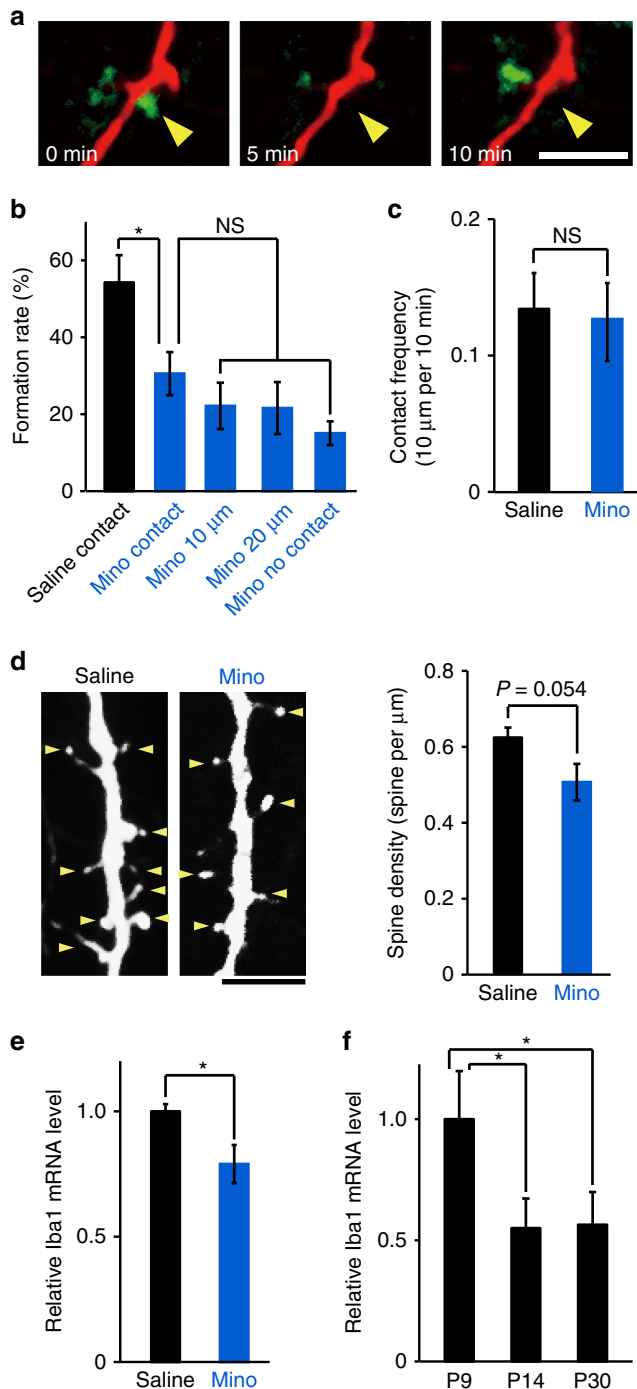 a
0 min
5 min
10 min
b
Formation rate (%)
60
40
20
0
*
NS
Saline contact
Mino contact
Mino 10 μm
Mino 20 μm
Mino no contact
c
Contact frequency
(10 μm per 10 min)
0.2
0.1
0
NS
Saline
Mino
d
Saline
Mino
Spine density (spine per μm)
0.8
0.6
0.4
0.2
0
P = 0.054
Saline
Mino
e
Relative Iba1 mRNA level
1.0
0.5
0
*
Saline
Mino
f
Relative Iba1 mRNA level
1.0
0.5
0
*
*
P9
P14
P30